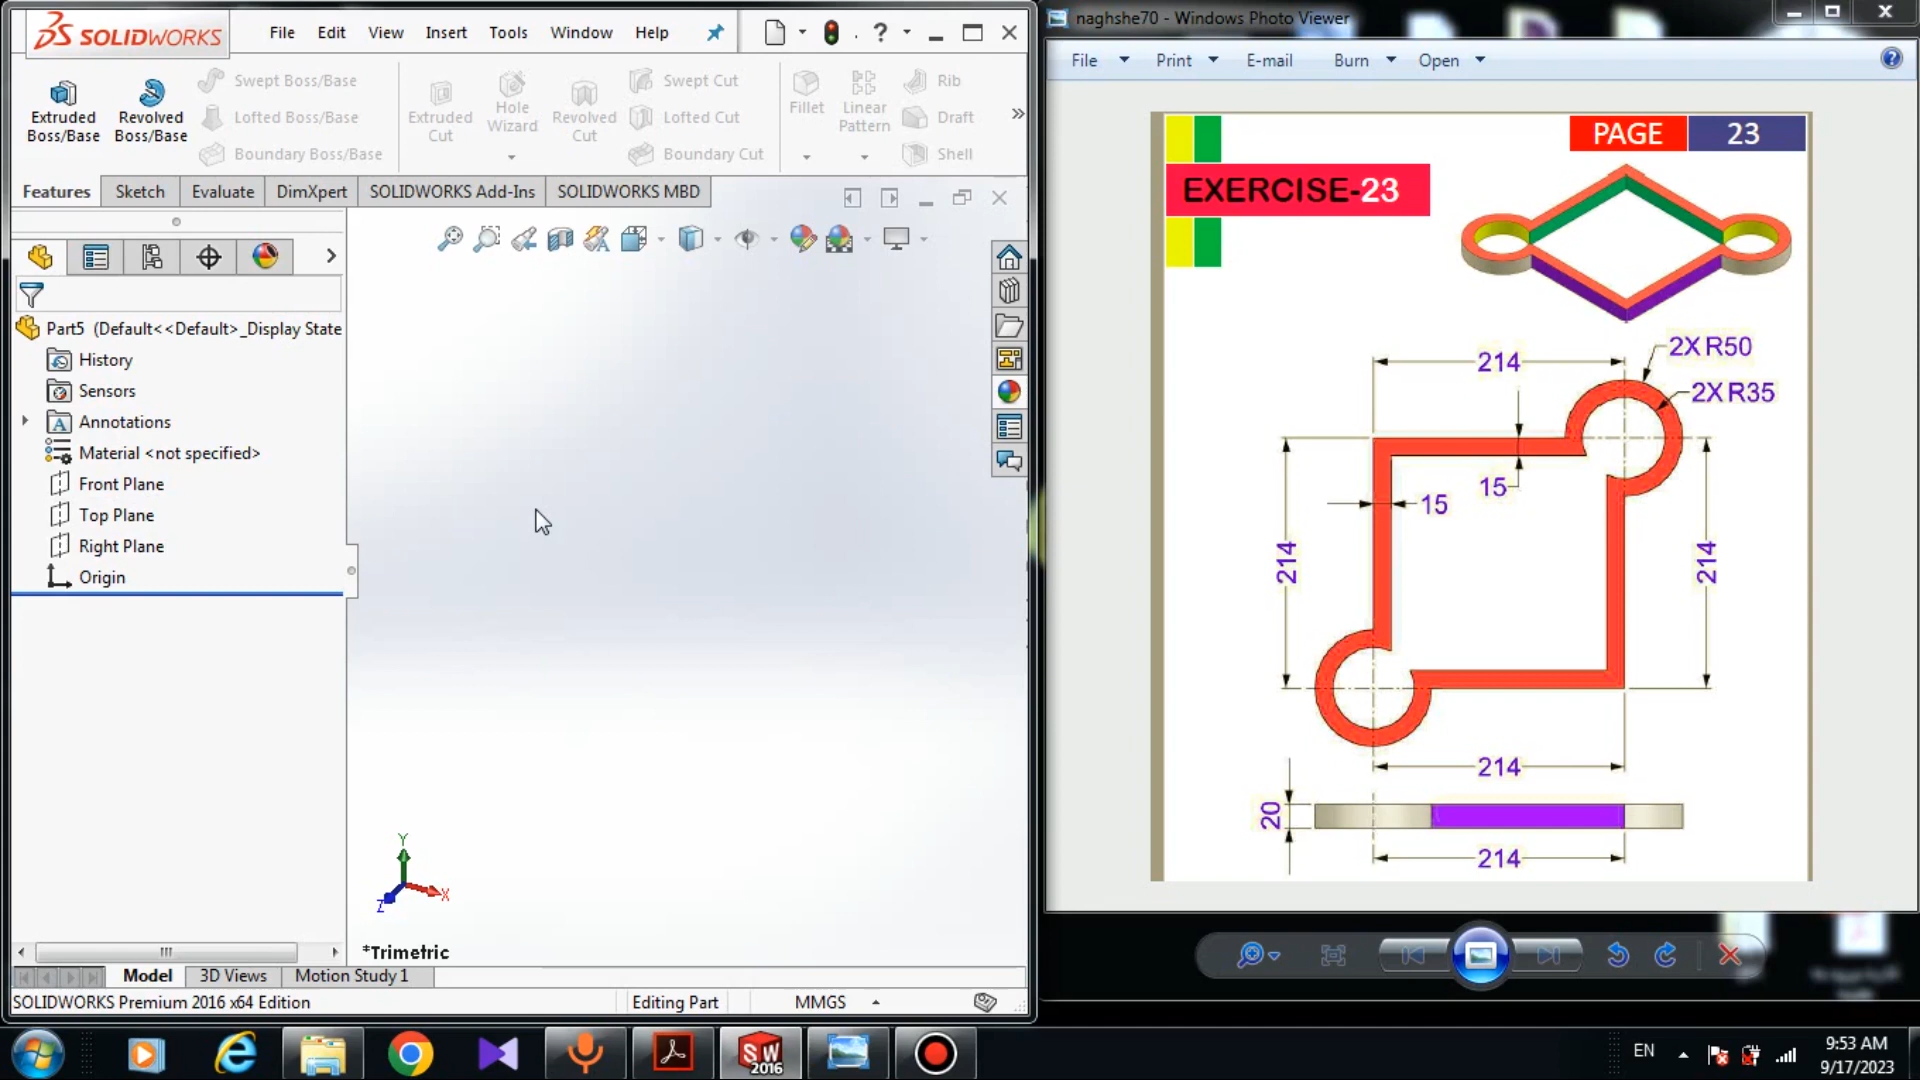 SOLIDWORKS
File Edit View Insert Tools Window Help
Extruded Boss/Base
Revolved Boss/Base
Swept Boss/Base
Lofted Boss/Base
Boundary Boss/Base
Extruded Cut
Hole Wizard
Revolved Cut
Swept Cut
Lofted Cut
Boundary Cut
Fillet
Linear Pattern
Rib
Draft
Shell
Features Sketch Evaluate DimXpert SOLIDWORKS Add-Ins SOLIDWORKS MBD
Part5 (Default<<Default>_Display State
History
Sensors
Annotations
Material <not specified>
Front Plane
Top Plane
Right Plane
Origin
Y
X
Z
*Trimetric
Model 3D Views Motion Study 1
SOLIDWORKS Premium 2016 x64 Edition Editing Part MMGS
naghshe70 - Windows Photo Viewer
File Print E-mail Burn Open
PAGE 23
EXERCISE-23
2X R50
214
2X R35
15
15
214
214
214
20
214
SW
2016
EN
9:53 AM
9/17/2023